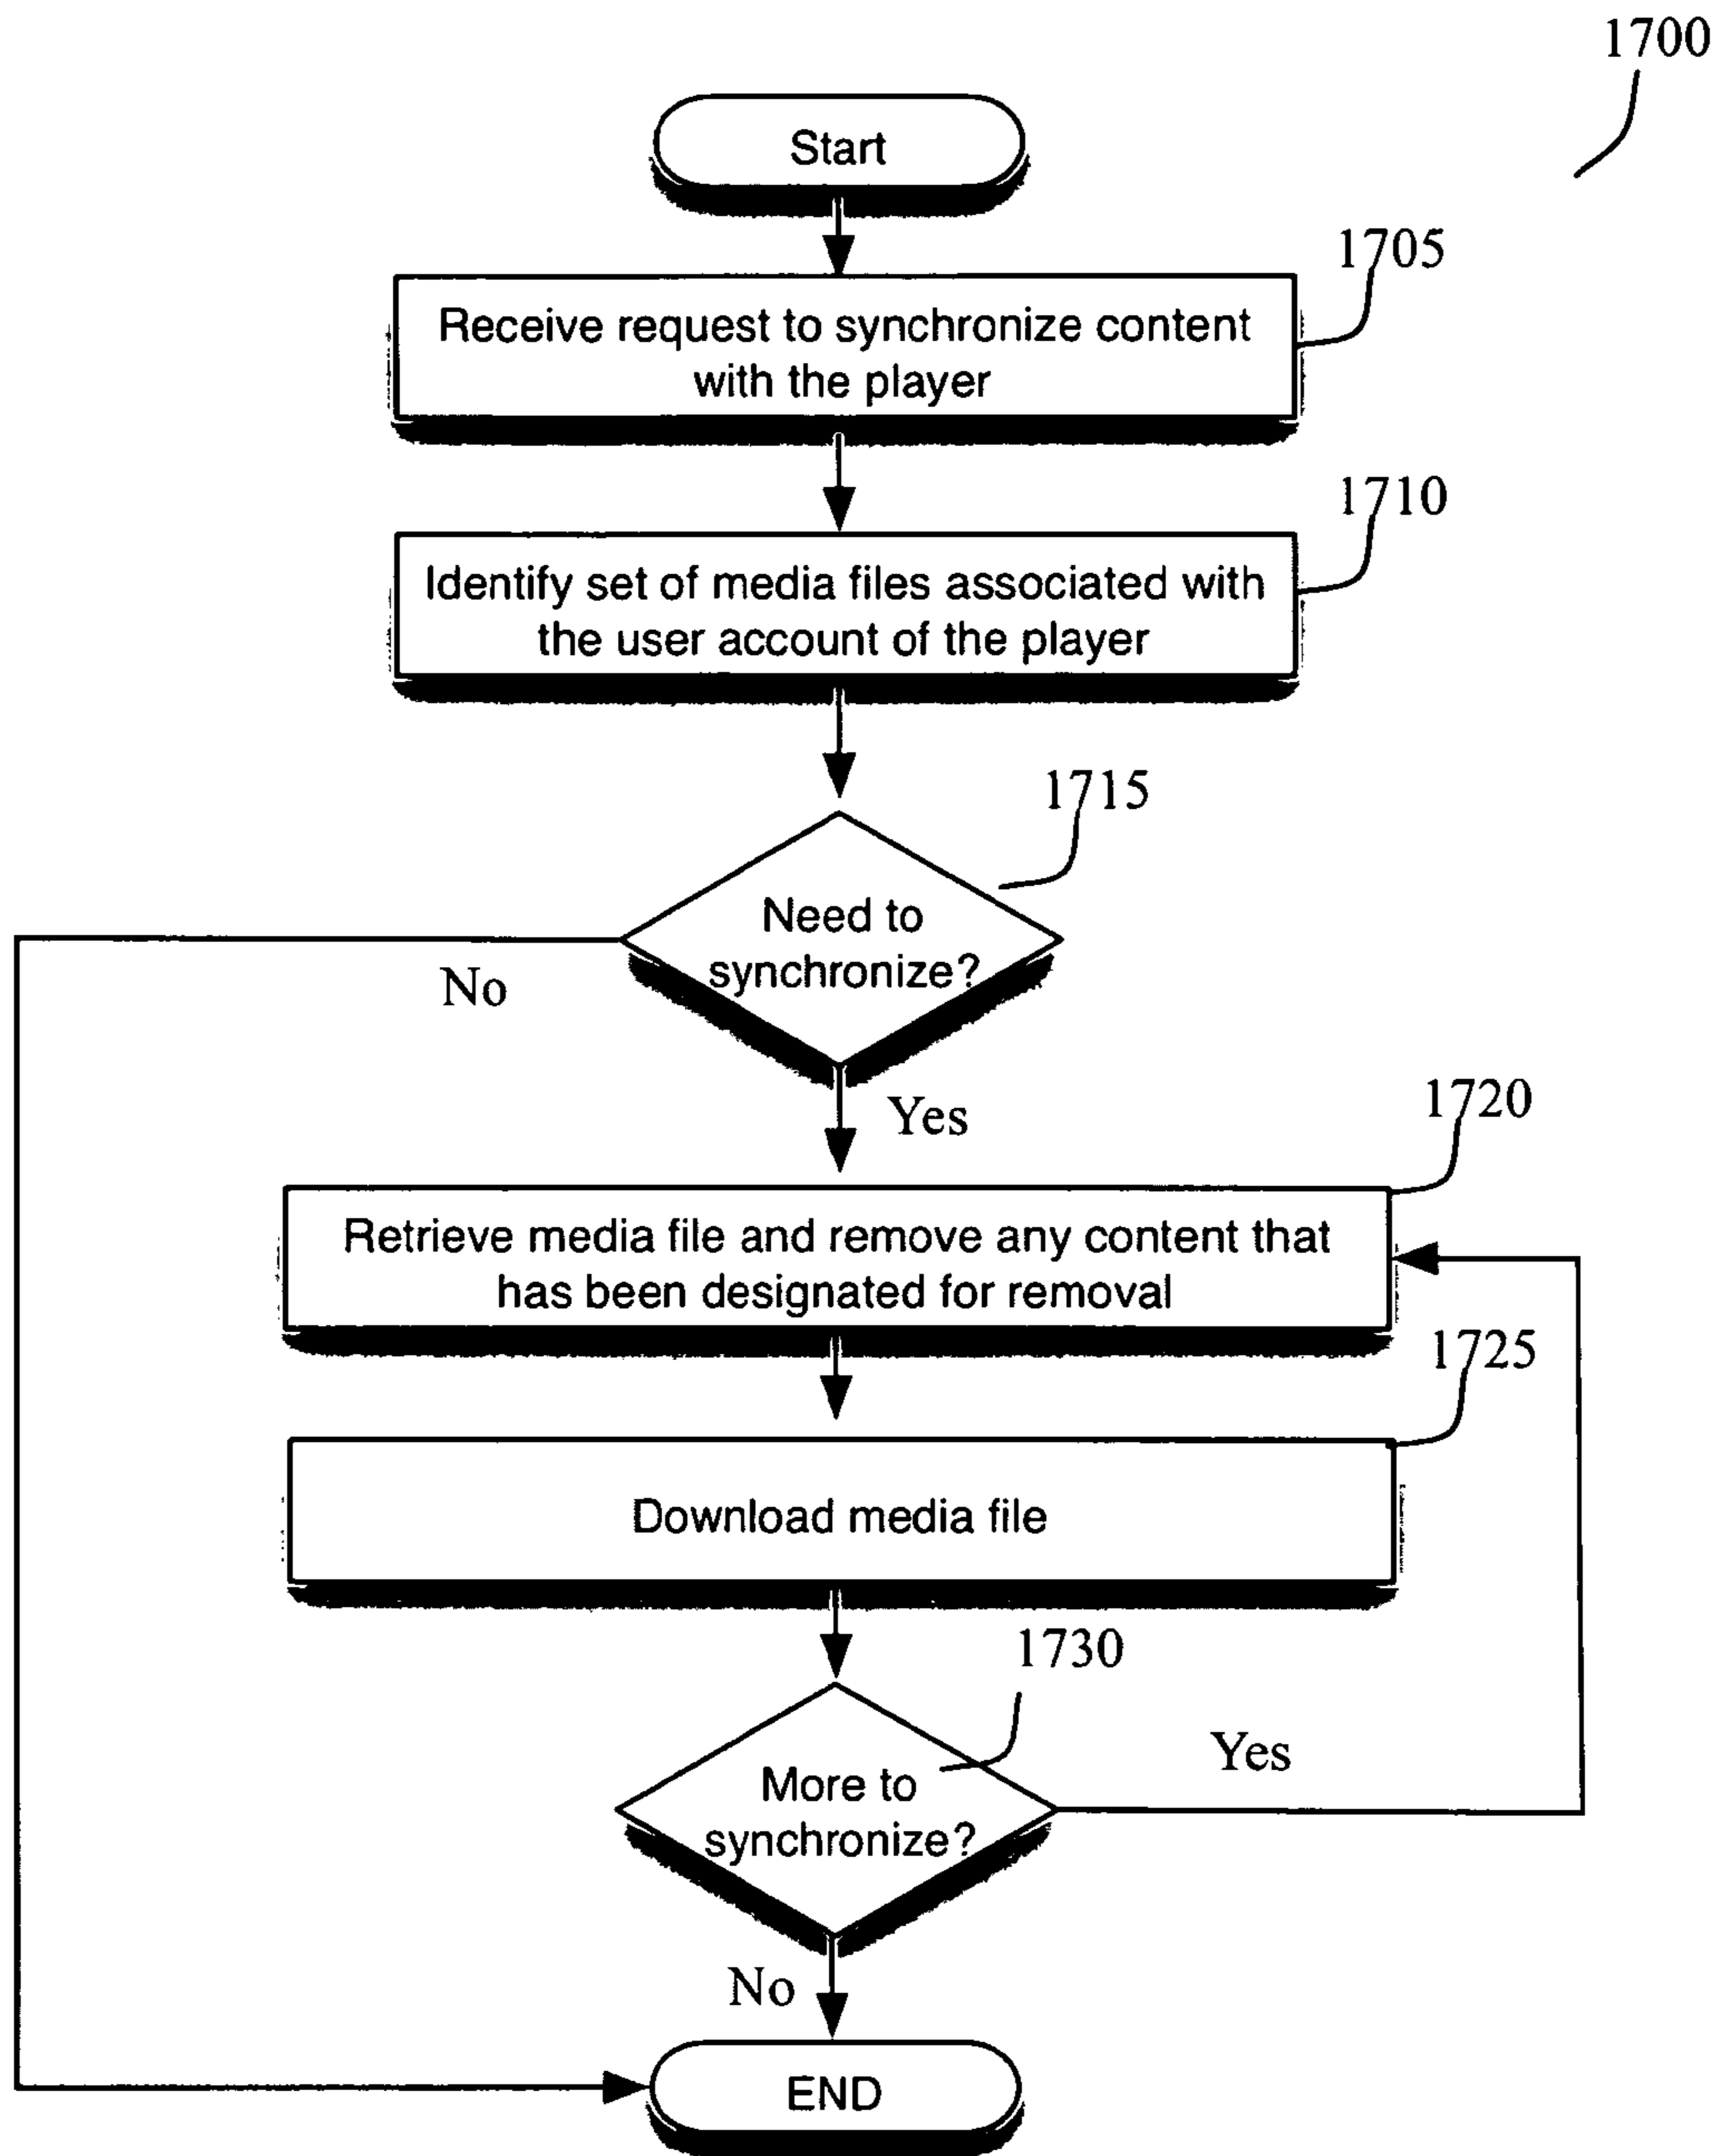 1700
Start
1705
Receive request to synchronize content
with the player
1710
Identify set of media files associated with
the user account of the player
1715
Need to
synchronize?
No
Yes
1720
Retrieve media file and remove any content that
has been designated for removal
1725
Download media file
1730
More to
synchronize?
Yes
No
END